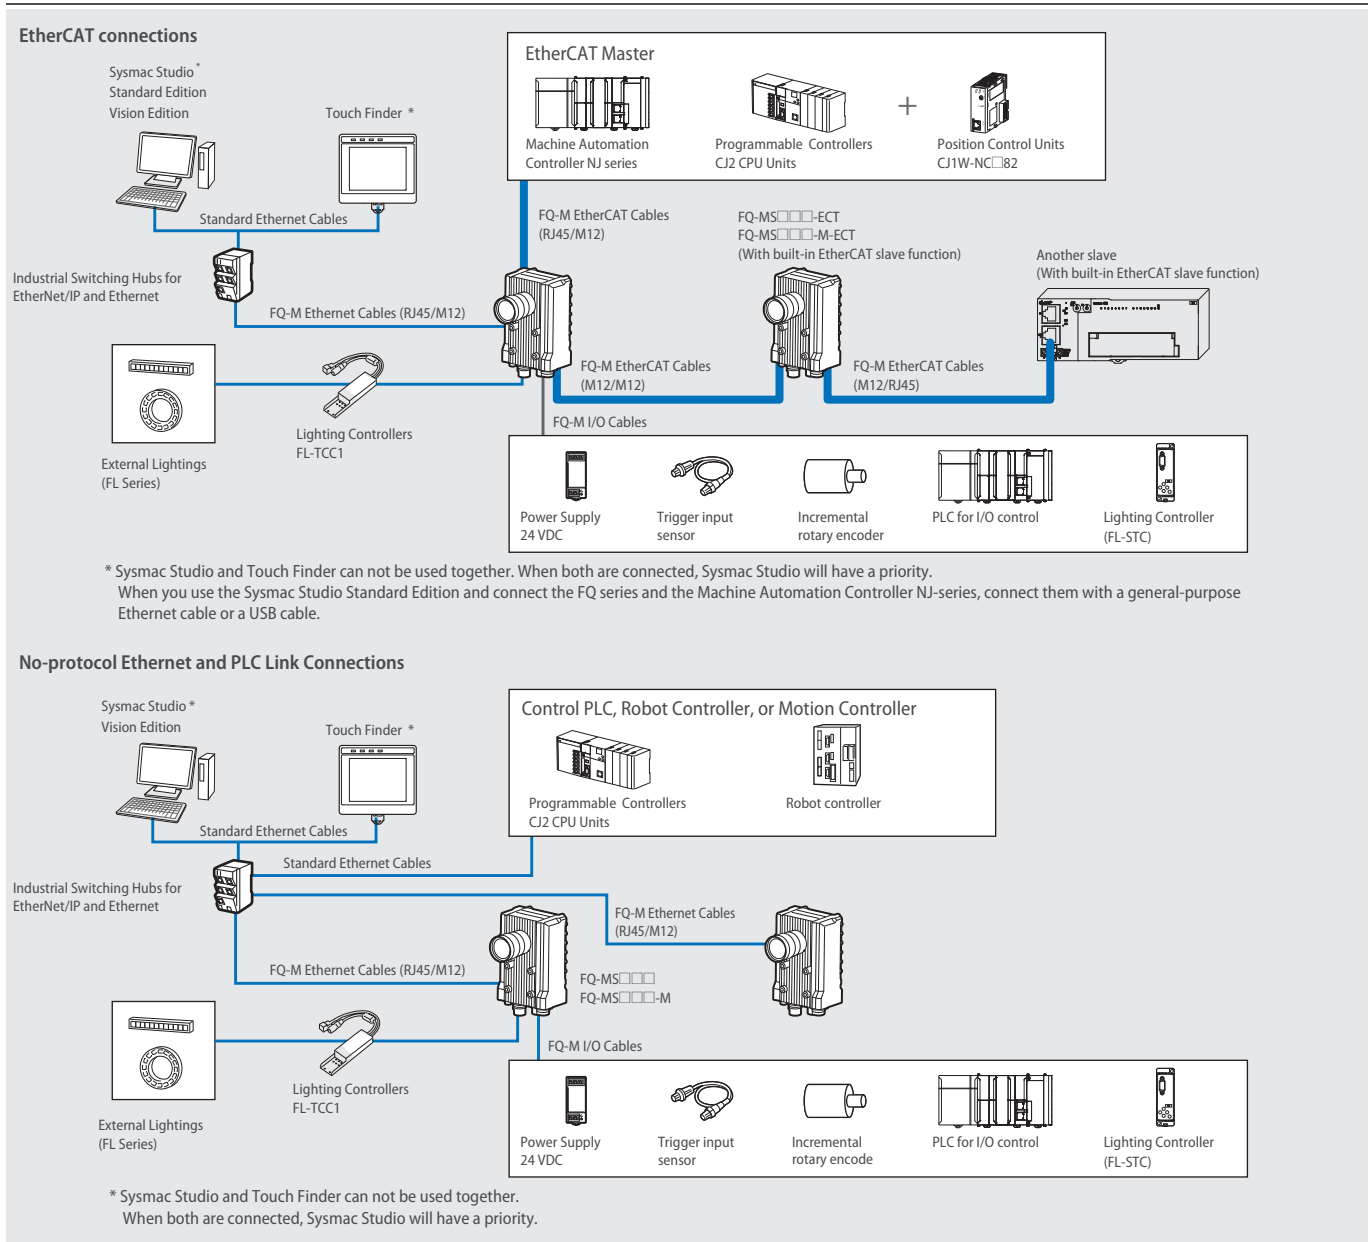 EtherCAT connections
Sysmac Studio *
Standard Edition
Vision Edition
Touch Finder *
Standard Ethernet Cables
Industrial Switching Hubs for
EtherNet/IP and Ethernet
FQ-M Ethernet Cables (RJ45/M12)
External Lightings
(FL Series)
Lighting Controllers
FL-TCC1
EtherCAT Master
Machine Automation
Controller NJ series
Programmable Controllers
CJ2 CPU Units
+
Position Control Units
CJ1W-NC□82
FQ-M EtherCAT Cables
(RJ45/M12)
FQ-MS□□□-ECT
FQ-MS□□□-M-ECT
(With built-in EtherCAT slave function)
Another slave
(With built-in EtherCAT slave function)
FQ-M EtherCAT Cables
(M12/M12)
FQ-M EtherCAT Cables
(M12/RJ45)
FQ-M I/O Cables
Power Supply
24 VDC
Trigger input
sensor
Incremental
rotary encoder
PLC for I/O control
Lighting Controller
(FL-STC)
* Sysmac Studio and Touch Finder can not be used together. When both are connected, Sysmac Studio will have a priority.
When you use the Sysmac Studio Standard Edition and connect the FQ series and the Machine Automation Controller NJ-series, connect them with a general-purpose
Ethernet cable or a USB cable.
No-protocol Ethernet and PLC Link Connections
Sysmac Studio *
Vision Edition
Touch Finder *
Standard Ethernet Cables
Standard Ethernet Cables
Industrial Switching Hubs for
EtherNet/IP and Ethernet
FQ-M Ethernet Cables (RJ45/M12)
External Lightings
(FL Series)
Lighting Controllers
FL-TCC1
Control PLC, Robot Controller, or Motion Controller
Programmable Controllers
CJ2 CPU Units
Robot controller
FQ-M Ethernet Cables
(RJ45/M12)
FQ-MS□□□
FQ-MS□□□-M
FQ-M I/O Cables
Power Supply
24 VDC
Trigger input
sensor
Incremental
rotary encode
PLC for I/O control
Lighting Controller
(FL-STC)
* Sysmac Studio and Touch Finder can not be used together.
When both are connected, Sysmac Studio will have a priority.